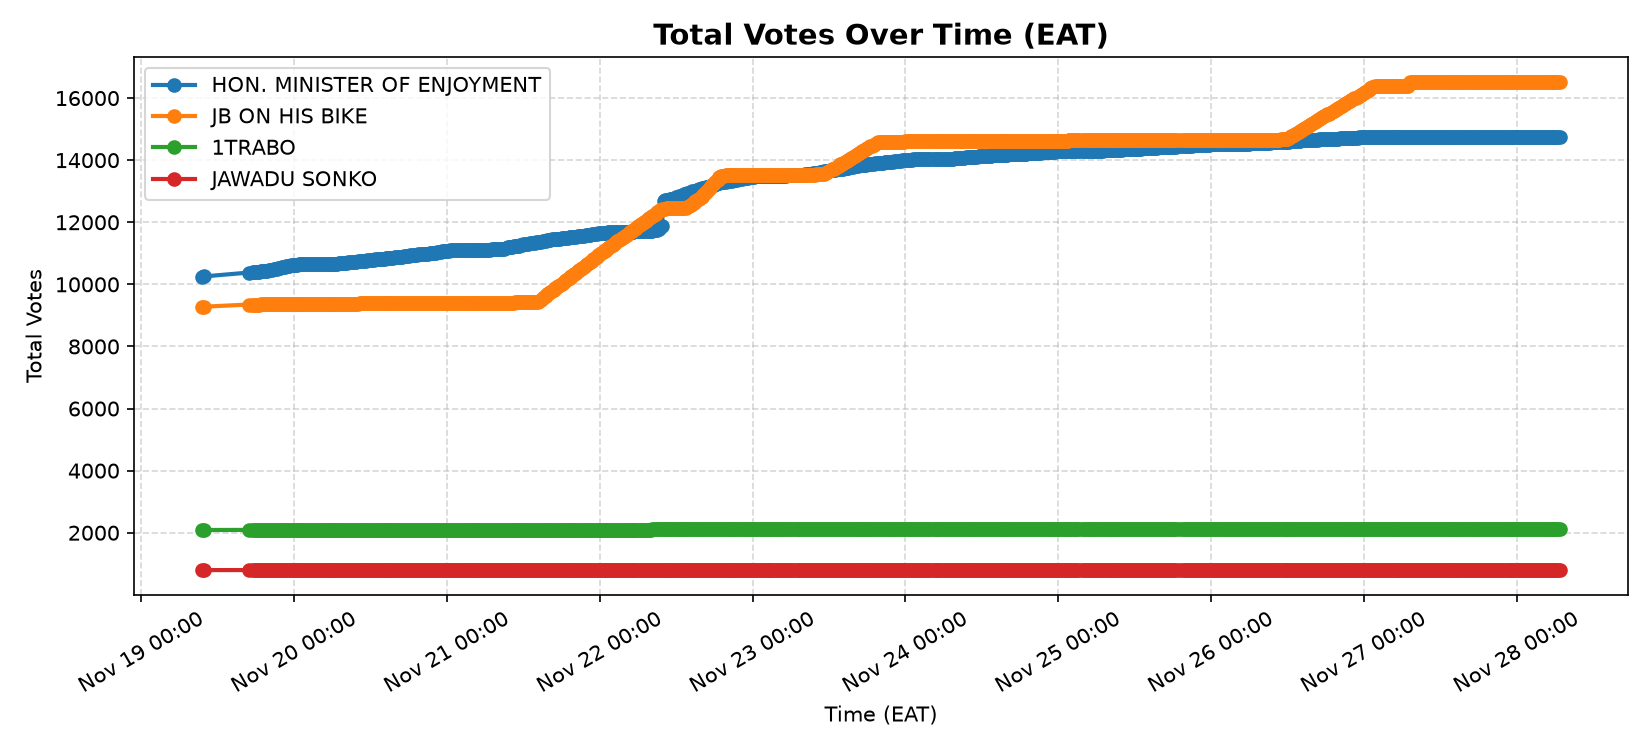 Total Votes Over Time (EAT)
HON. MINISTER OF ENJOYMENT
JB ON HIS BIKE
1TRABO
JAWADU SONKO
Total Votes
16000
14000
12000
10000
8000
6000
4000
2000
Nov 19 00:00
Nov 20 00:00
Nov 21 00:00
Nov 22 00:00
Nov 23 00:00
Nov 24 00:00
Nov 25 00:00
Nov 26 00:00
Nov 27 00:00
Nov 28 00:00
Time (EAT)